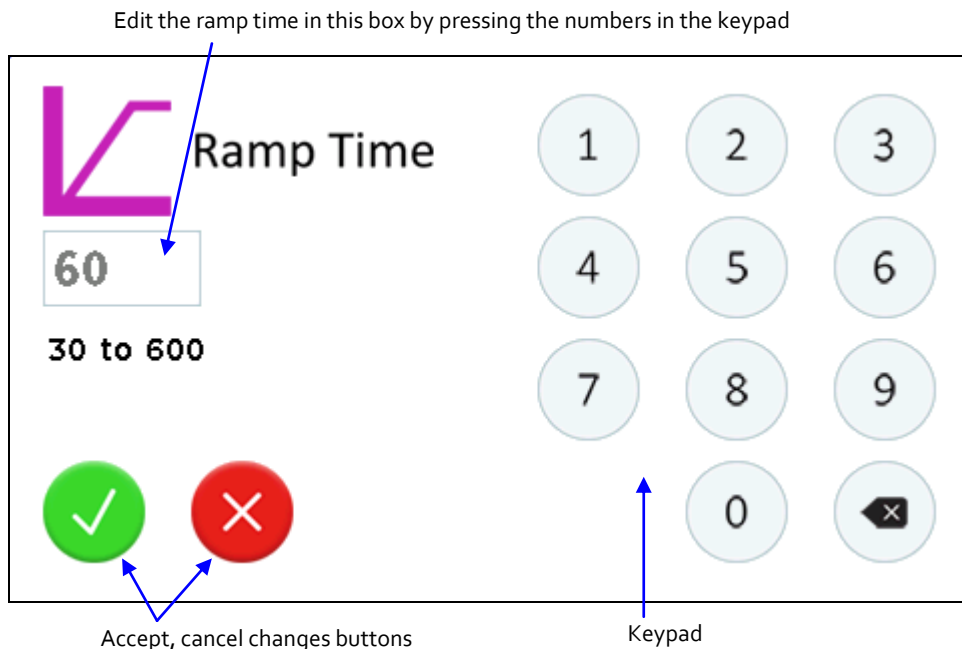 Edit the ramp time in this box by pressing the numbers in the keypad
Ramp Time
60
30 to 600
1 2 3
4 5 6
7 8 9
0
Accept, cancel changes buttons
Keypad